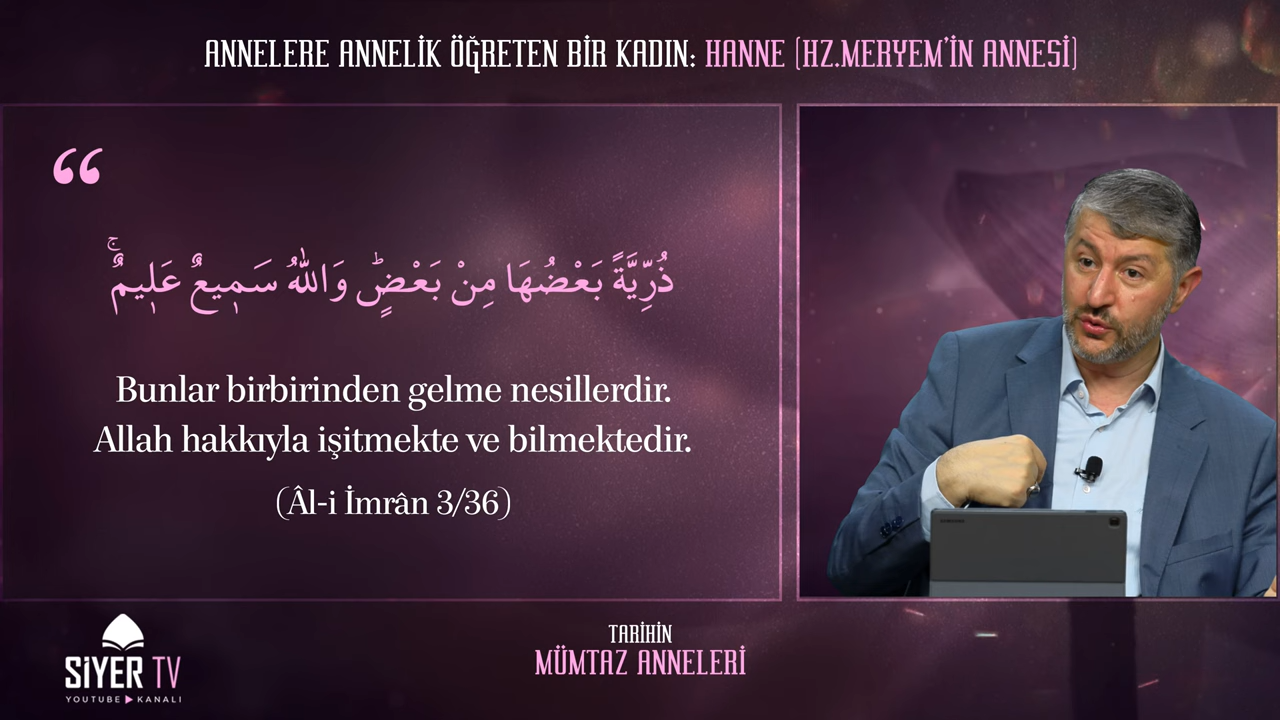 ANNELERE ANNELİK ÖĞRETEN BİR KADIN: HANNE (HZ.MERYEM'İN ANNESİ)
“
ذُرِّيَّةً بَعْضُهَا مِنْ بَعْضٍۜ وَاللّٰهُ سَمٖيعٌ عَلٖيمٌۚ
Bunlar birbirinden gelme nesillerdir.
Allah hakkıyla işitmekte ve bilmektedir.
(Âl-i İmrân 3/36)
SAMSUNG
SİYER TV
YOUTUBE KANALI
TARİHİN
MÜMTAZ ANNELERİ